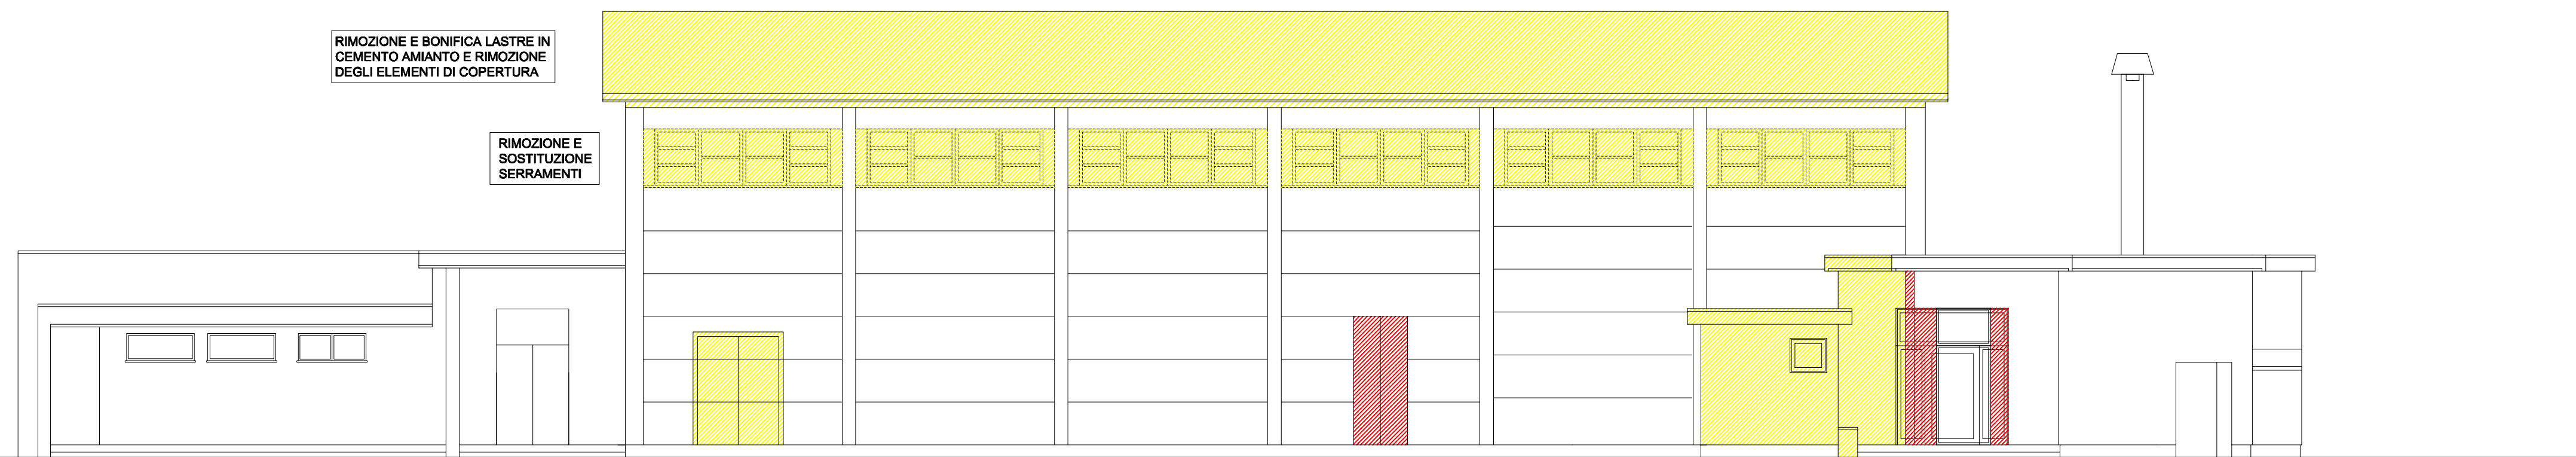 RIMOZIONE E BONIFICA LASTRE IN
CEMENTO AMIANTO E RIMOZIONE
DEGLI ELEMENTI DI COPERTURA
RIMOZIONE E
SOSTITUZIONE
SERRAMENTI